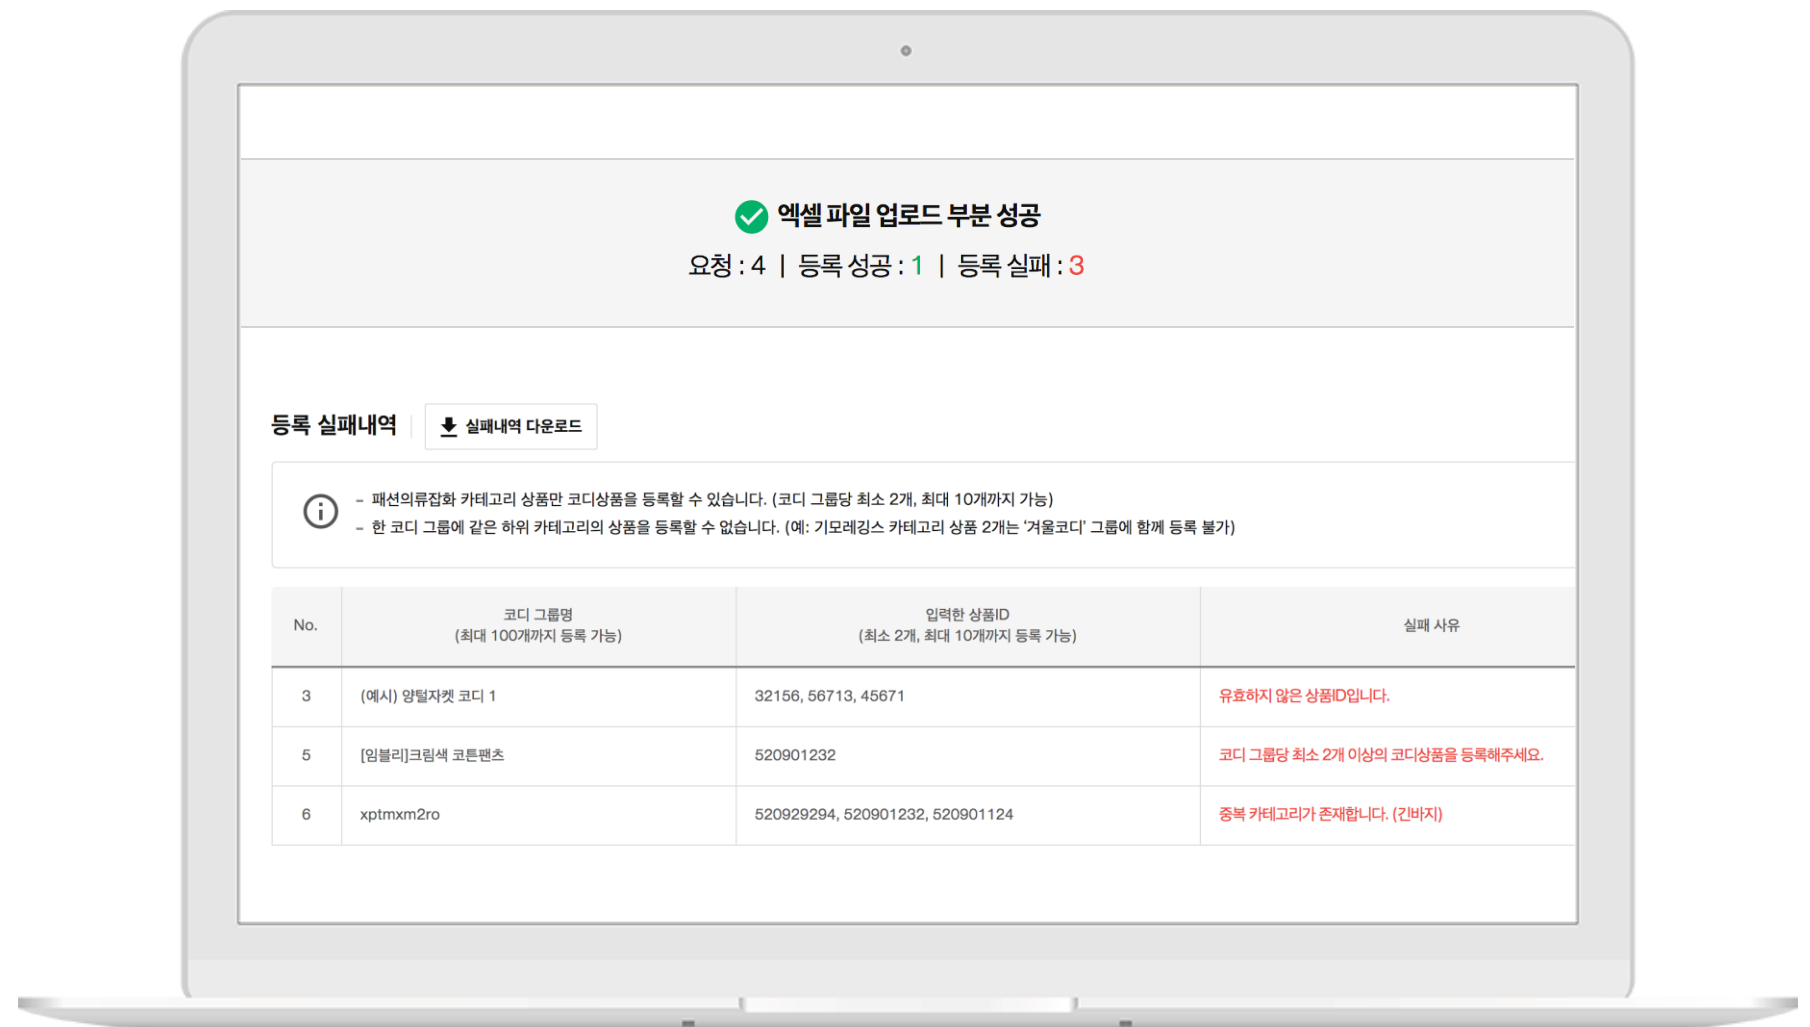 엑셀 파일 업로드 부분 성공
요청 : 4 | 등록 성공 : 1 | 등록 실패 : 3
등록 실패내역
실패내역 다운로드
- 패션의류잡화 카테고리 상품만 코디상품을 등록할 수 있습니다. (코디 그룹당 최소 2개, 최대 10개까지 가능)
- 한 코디 그룹에 같은 하위 카테고리의 상품을 등록할 수 없습니다. (예: 기모레깅스 카테고리 상품 2개는 ‘겨울코디’ 그룹에 함께 등록 불가)
No.
코디 그룹명
(최대 100개까지 등록 가능)
입력한 상품ID
(최소 2개, 최대 10개까지 등록 가능)
실패 사유
3 (예시) 양털자켓 코디 1 32156, 56713, 45671 유효하지 않은 상품ID입니다.
5 [임블리]크림색 코튼팬츠 520901232 코디 그룹당 최소 2개 이상의 코디상품을 등록해주세요.
6 xptmxm2ro 520929294, 520901232, 520901124 중복 카테고리가 존재합니다. (긴바지)